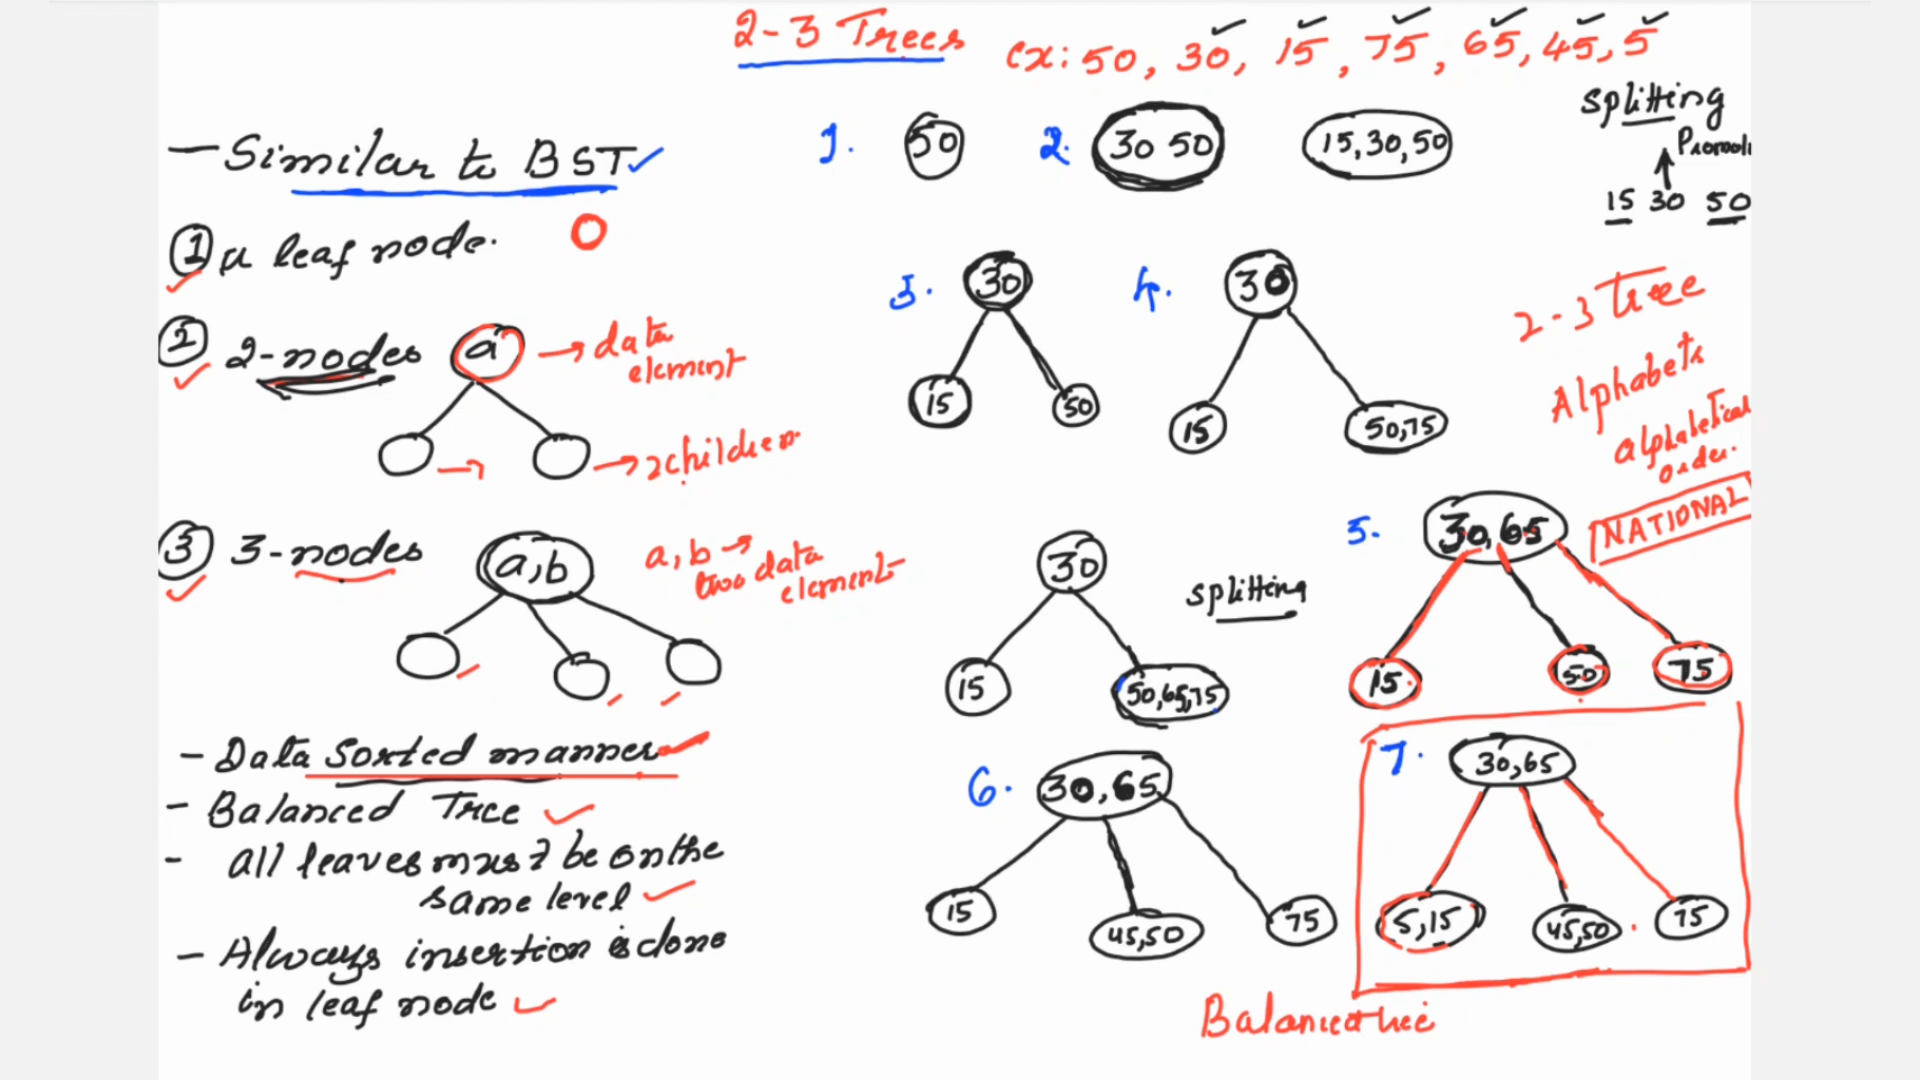 2-3 Trees
ex: 50, 30, 15, 75, 65, 45, 5
- Similar to BST
1 a leaf node.
2 2-nodes
a
→ data element
→ 2 children
3 3-nodes
a,b
a,b → two data element
- Data sorted manner
- Balanced Tree
- all leaves must be on the same level
- Always insertion is done in leaf node
1.
50
2.
30 50
15, 30, 50
splitting
15 30 50
3.
30
15
50
4.
30
15
50,75
2-3 Tree
Alphabets
alphabetical order.
NATIONAL
30
15
50,65,75
splitting
5.
30,65
15
50
75
6.
30,65
15
45,50
75
7.
30,65
5,15
45,50
75